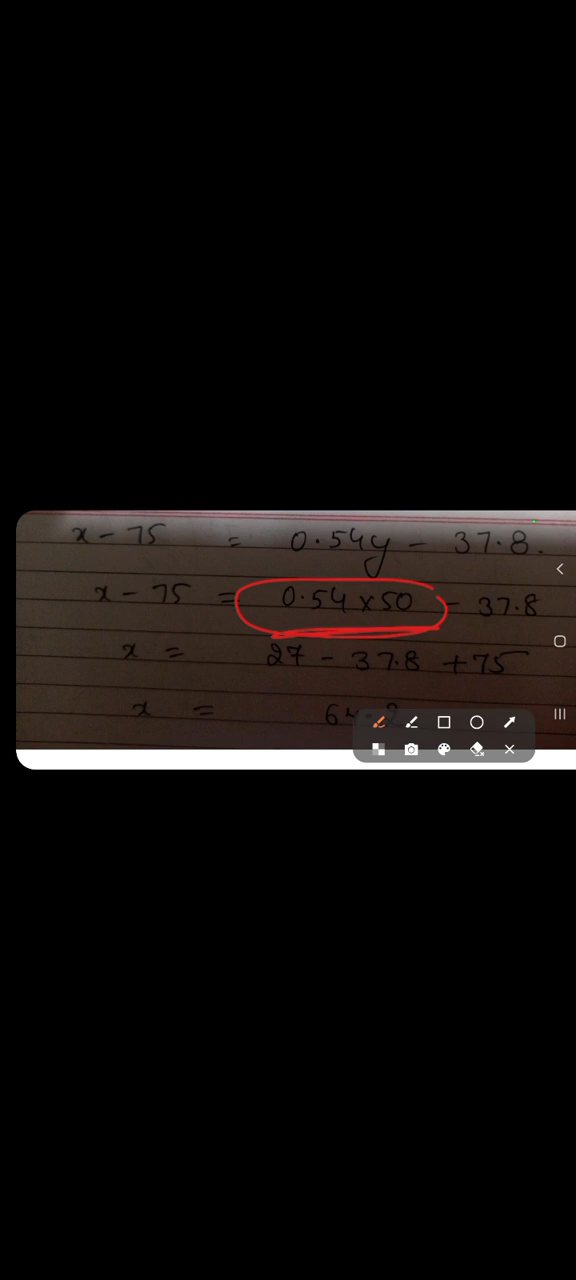 x - 75 = 0.54y - 37.8.
x - 75 = 0.54 x 50 - 37.8
x = 27 - 37.8 + 75
x =